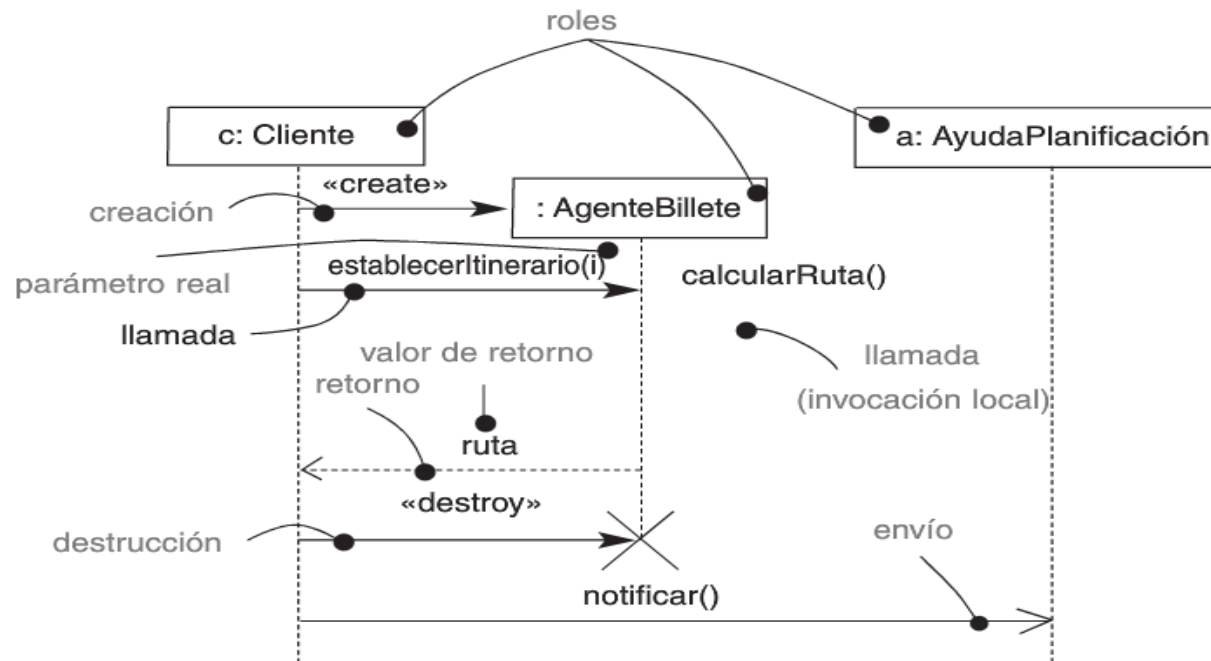 roles
c: Cliente
a: AyudaPlanificación
«create»
: AgenteBillete
creación
establecerItinerario(i)
calcularRuta()
parámetro real
llamada
valor de retorno
llamada
retorno
(invocación local)
ruta
«destroy»
destrucción
envío
notificar()